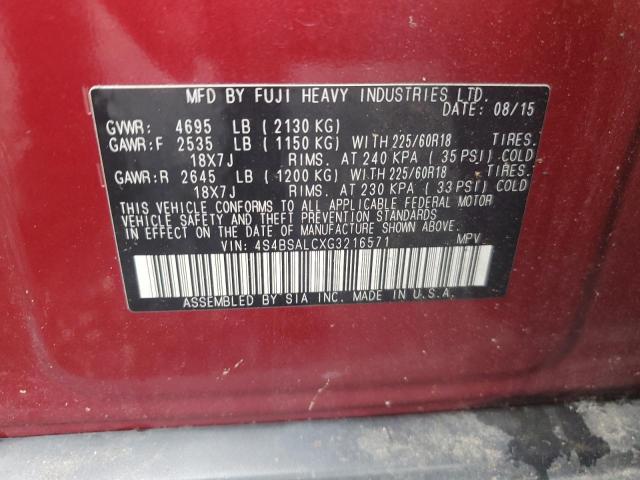 MFD BY FUJI HEAVY INDUSTRIES LTD.
DATE: 08/15
GVWR: 4695 LB (2130 KG)
GAWR:F 2535 LB (1150 KG) WITH 225/60R18 TIRES.
18X7J RIMS. AT 240 KPA (35 PSI) COLD
GAWR:R 2645 LB (1200 KG) WITH 225/60R18 TIRES.
18X7J RIMS. AT 230 KPA (33 PSI) COLD
THIS VEHICLE CONFORMS TO ALL APPLICABLE FEDERAL MOTOR
VEHICLE SAFETY AND THEFT PREVENTION STANDARDS
IN EFFECT ON THE DATE OF MANUFACTURE SHOWN ABOVE.
VIN: 4S4BSALCXG3216571 MPV
ASSEMBLED BY SIA INC. MADE IN U.S.A.